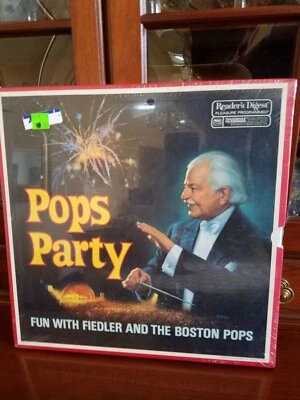 Reader's Digest
PLEASURE PROGRAMMED
Pops
Party
FUN WITH FIEDLER AND THE BOSTON POPS